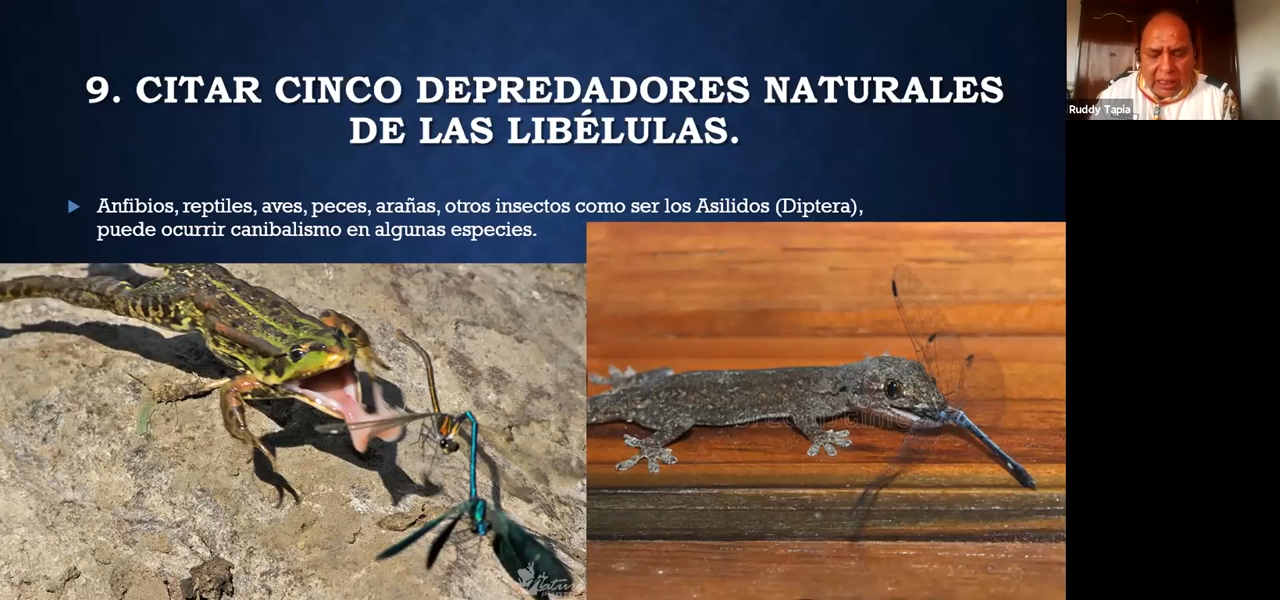 9. CITAR CINCO DEPREDADORES NATURALES
DE LAS LIBÉLULAS.
Anfibios, reptiles, aves, peces, arañas, otros insectos como ser los Asilidos (Diptera),
puede ocurrir canibalismo en algunas especies.
Ruddy Tapia
dreamstime